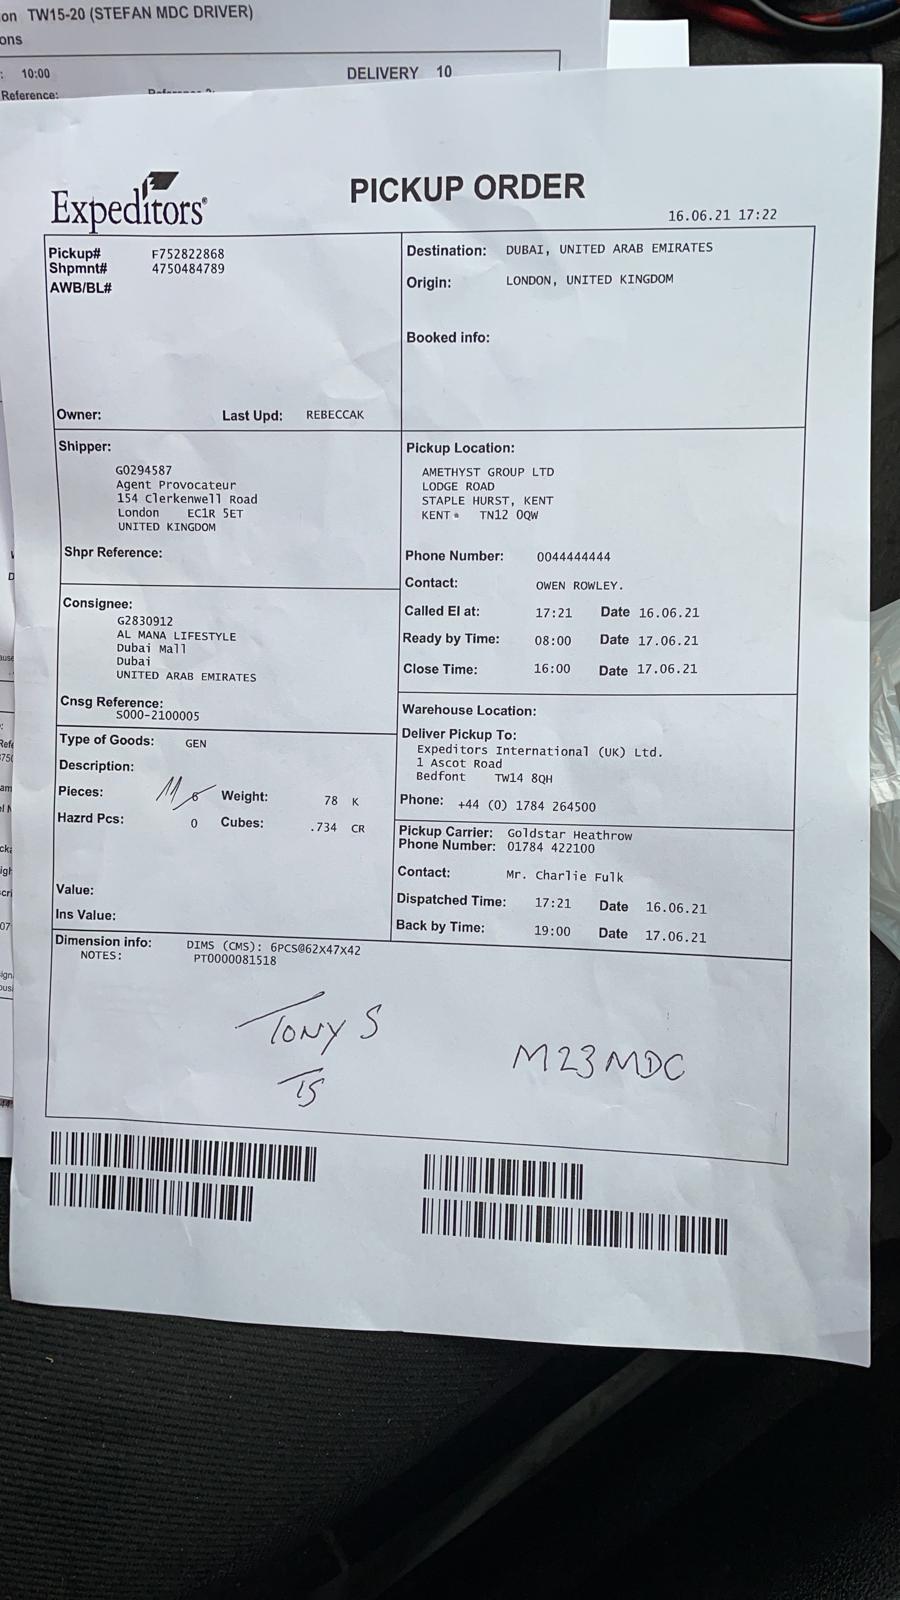 on TW15-20 (STEFAN MDC DRIVER)
ons
: 10:00 DELIVERY 10
Reference:
Expeditors®
PICKUP ORDER
16.06.21 17:22
Pickup# F752822868
Shpmnt# 4750484789
AWB/BL#
Owner: Last Upd: REBECCAK
Destination: DUBAI, UNITED ARAB EMIRATES
Origin: LONDON, UNITED KINGDOM
Booked info:
Shipper:
G0294587
Agent Provocateur
154 Clerkenwell Road
London EC1R 5ET
UNITED KINGDOM
Shpr Reference:
Pickup Location:
AMETHYST GROUP LTD
LODGE ROAD
STAPLE HURST, KENT
KENT TN12 0QW
Phone Number: 0044444444
Contact: OWEN ROWLEY.
Called EI at: 17:21 Date 16.06.21
Ready by Time: 08:00 Date 17.06.21
Close Time: 16:00 Date 17.06.21
Consignee:
G2830912
AL MANA LIFESTYLE
Dubai Mall
Dubai
UNITED ARAB EMIRATES
Cnsg Reference:
S000-2100005
Warehouse Location:
Deliver Pickup To:
Expeditors International (UK) Ltd.
1 Ascot Road
Bedfont TW14 8QH
Phone: +44 (0) 1784 264500
Type of Goods: GEN
Description:
Pieces: 11 6 Weight: 78 K
Hazrd Pcs: 0 Cubes: .734 CR
Value:
Ins Value:
Pickup Carrier: Goldstar Heathrow
Phone Number: 01784 422100
Contact: Mr. Charlie Fulk
Dispatched Time: 17:21 Date 16.06.21
Back by Time: 19:00 Date 17.06.21
Dimension info: DIMS (CMS): 6PCS@62X47X42
NOTES: PT0000081518
TONY S
TS
M23MDC